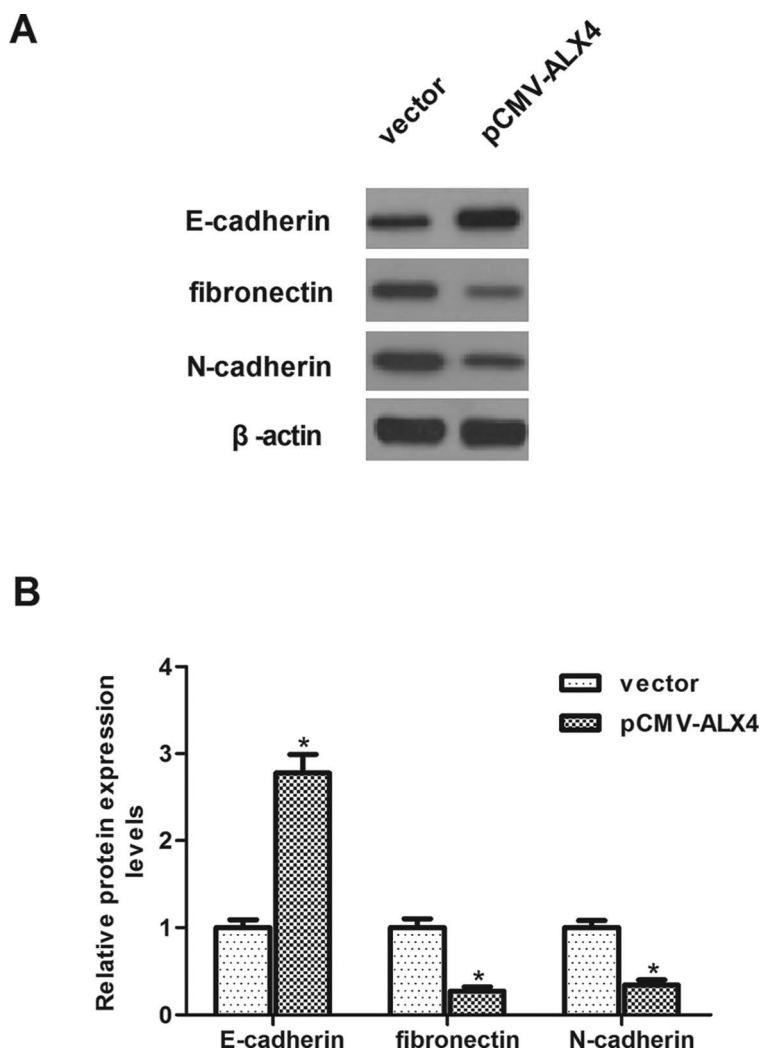 A
vector
pCMV-ALX4
E-cadherin
fibronectin
N-cadherin
β -actin
B
Relative protein expression
levels
4
3
2
1
0
*
*
*
vector
pCMV-ALX4
E-cadherin
fibronectin
N-cadherin